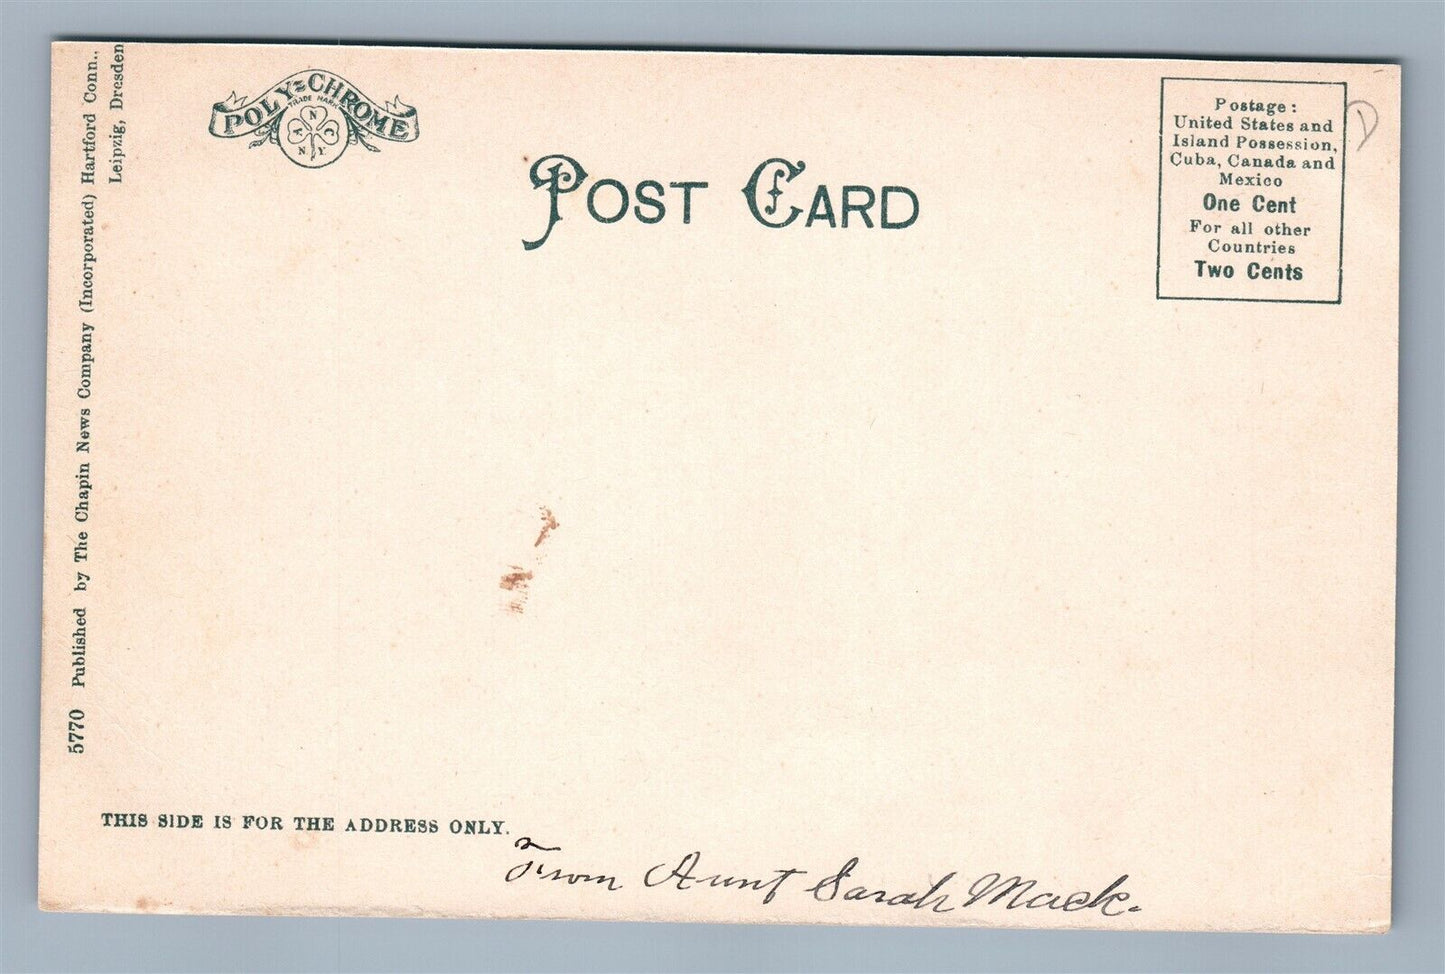 POLY-CHROME
TRADE MARK
A N C
N. Y.
POST CARD
Postage:
United States and
Island Possession,
Cuba, Canada and
Mexico
One Cent
For all other
Countries
Two Cents
D
5770 Published by The Chapin News Company (Incorporated) Hartford Conn.,
Leipzig, Dresden
THIS SIDE IS FOR THE ADDRESS ONLY.
From Aunt Sarah Mack.